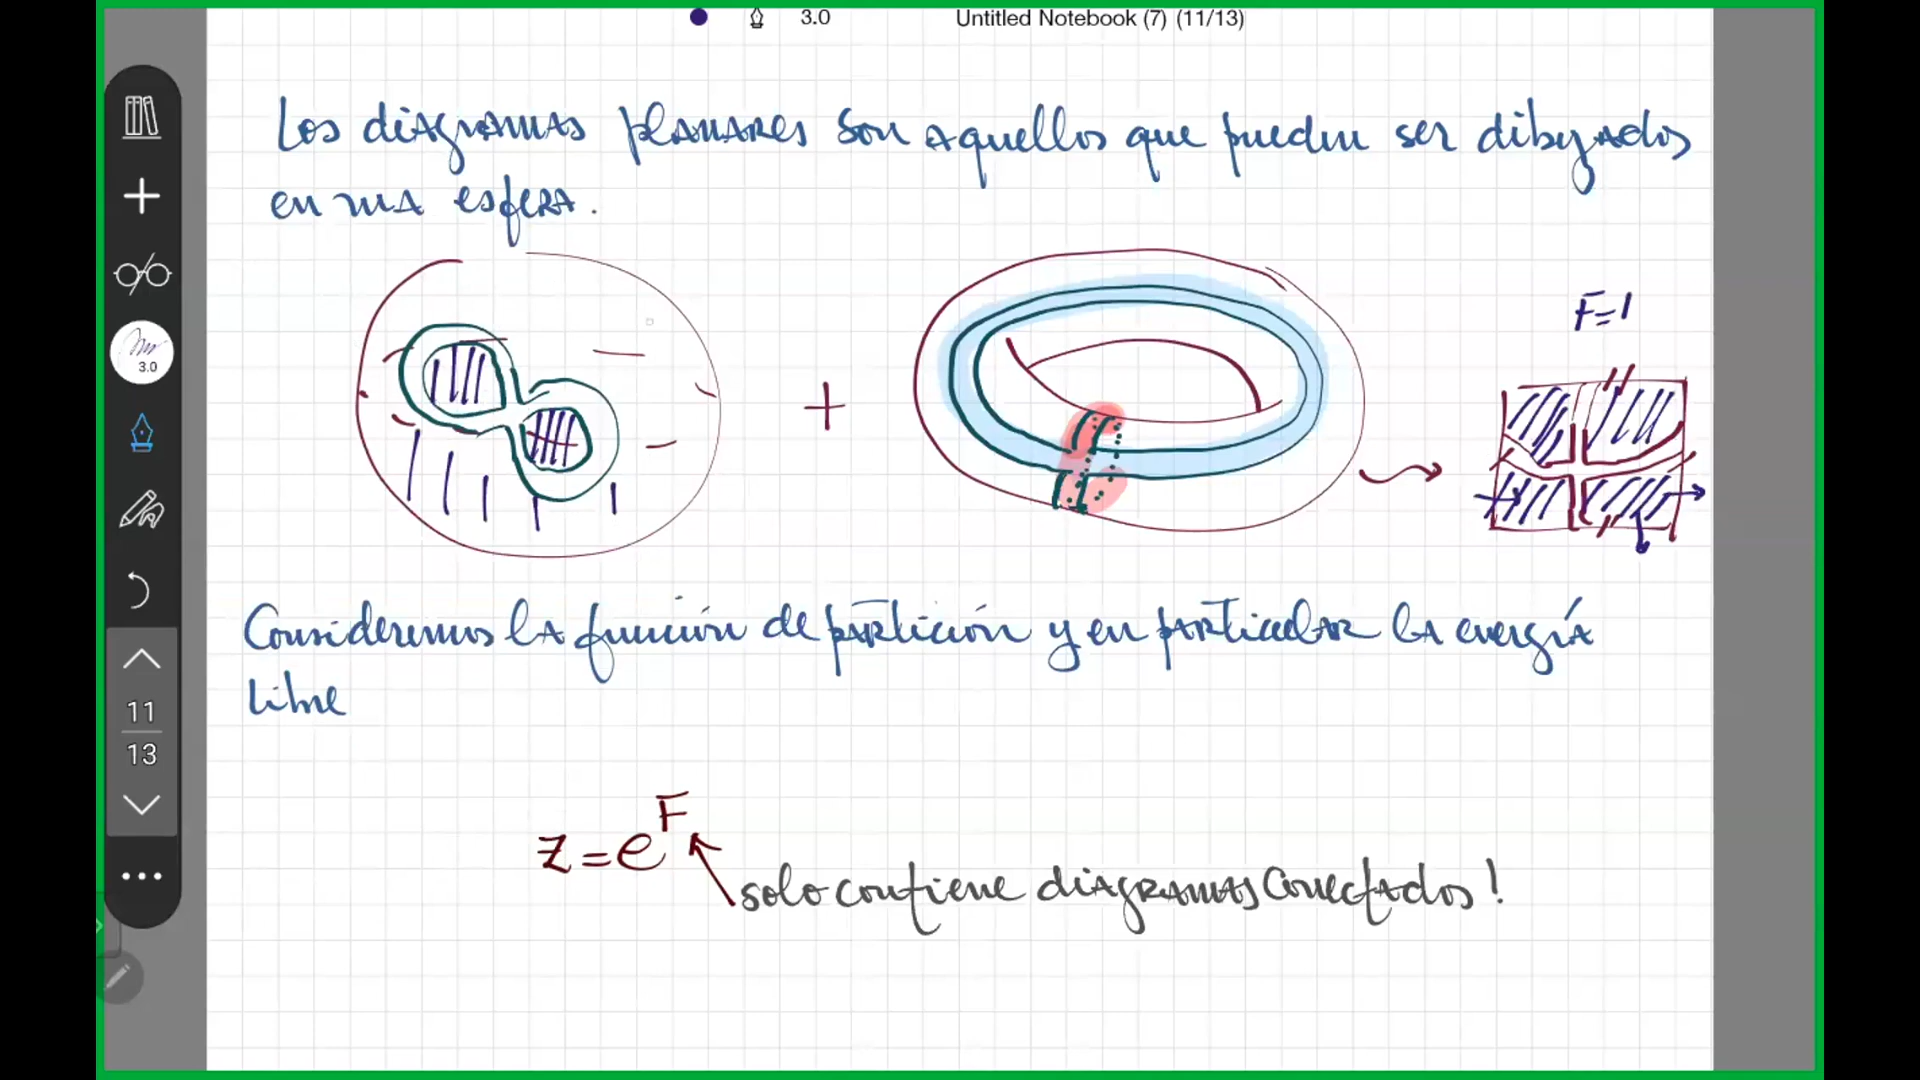 3.0 Untitled Notebook (7) (11/13)
Los diagramas planares son aquellos que pueden ser dibujados
en una esfera.
+
F=1
3.0
Consideremos la función de partición y en particular la energía
libre
11
13
Z = e^F
solo contiene diagramas conectados!